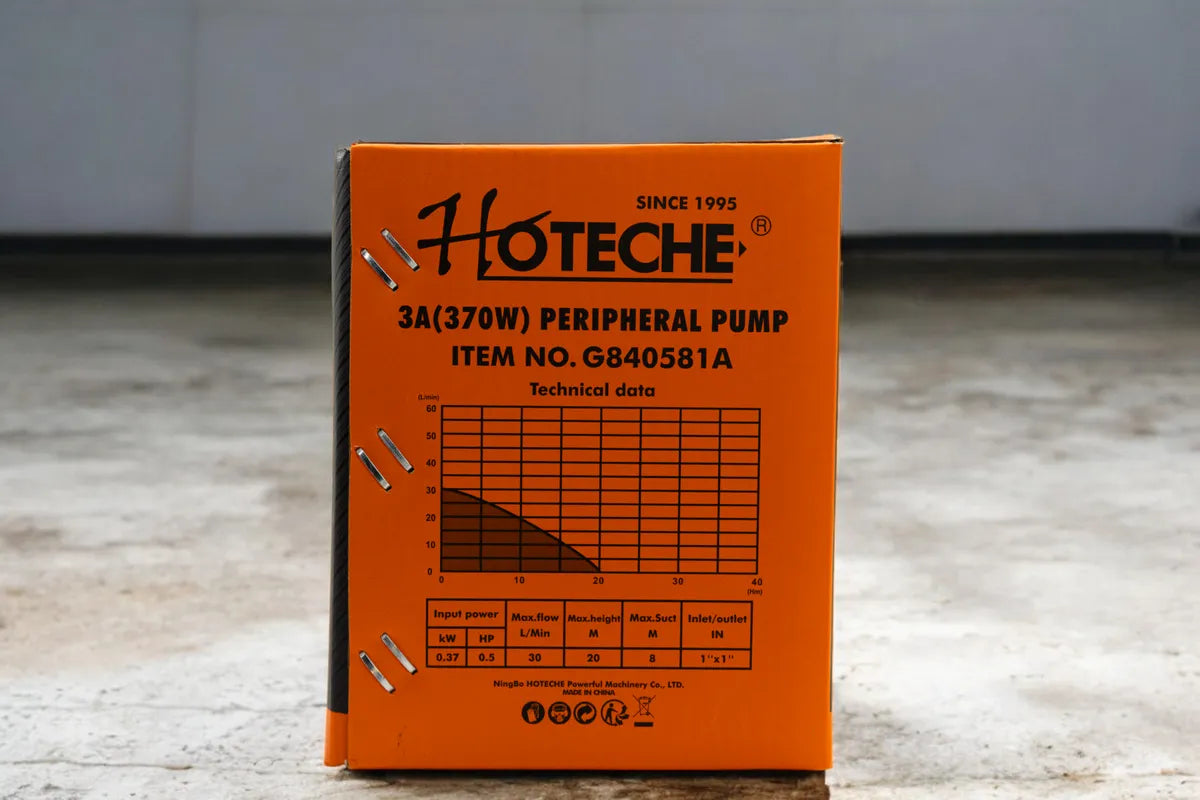 SINCE 1995
HOTECHE ®
3A(370W) PERIPHERAL PUMP
ITEM NO. G840581A
Technical data
(L/min)
60
50
40
30
20
10
0
0 10 20 30 40
(Hm)
Input power Max.flow Max.height Max.Suct Inlet/outlet
kW HP L/Min M M IN
0.37 0.5 30 20 8 1"x1"
NingBo HOTECHE Powerful Machinery Co., LTD.
MADE IN CHINA